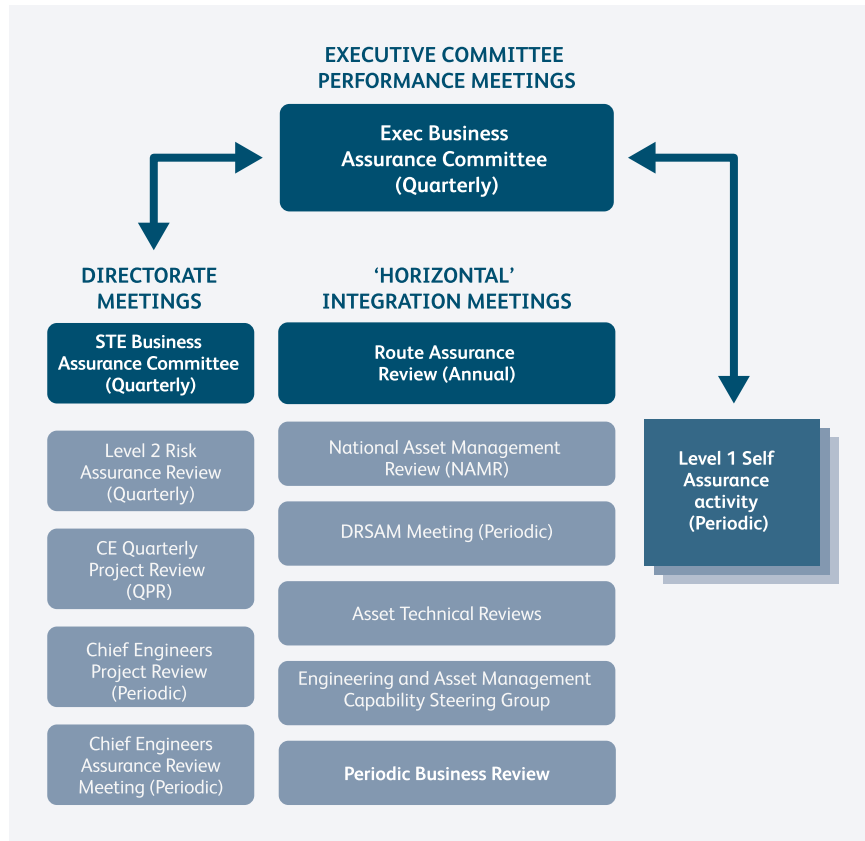 EXECUTIVE COMMITTEE
PERFORMANCE MEETINGS
Exec Business
Assurance Committee
(Quarterly)
DIRECTORATE
MEETINGS
STE Business
Assurance Committee
(Quarterly)
Level 2 Risk
Assurance Review
(Quarterly)
CE Quarterly
Project Review
(QPR)
Chief Engineers
Project Review
(Periodic)
Chief Engineers
Assurance Review
Meeting (Periodic)
‘HORIZONTAL’
INTEGRATION MEETINGS
Route Assurance
Review (Annual)
National Asset Management
Review (NAMR)
DRSAM Meeting (Periodic)
Asset Technical Reviews
Engineering and Asset Management
Capability Steering Group
Periodic Business Review
Level 1 Self
Assurance
activity
(Periodic)